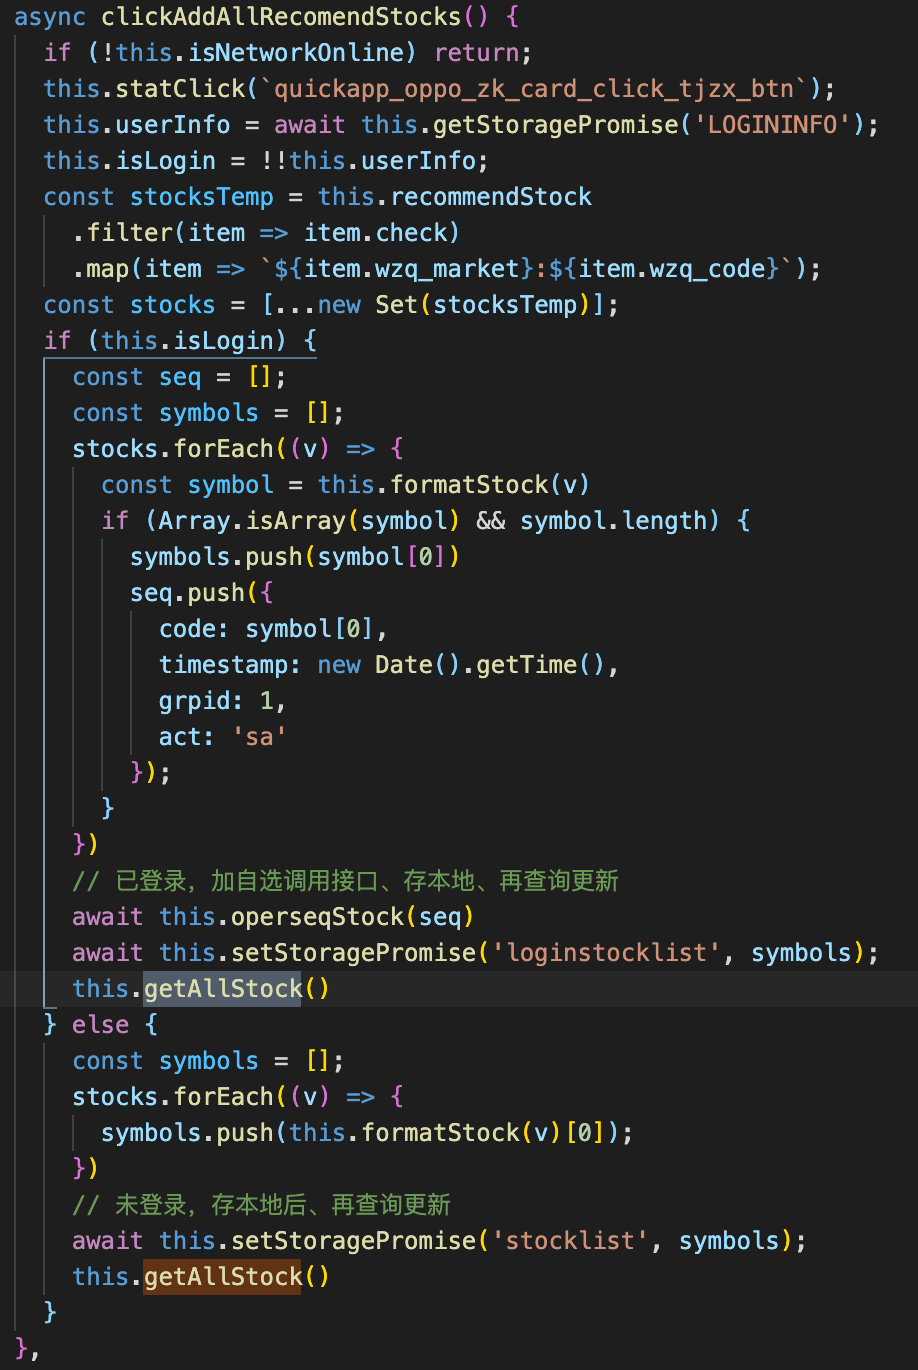 async clickAddAllRecomendStocks() {
if (!this.isNetworkOnline) return;
this.statClick(`quickapp_oppo_zk_card_click_tjzx_btn`);
this.userInfo = await this.getStoragePromise('LOGININFO');
this.isLogin = !!this.userInfo;
const stocksTemp = this.recommendStock
.filter(item => item.check)
.map(item => `${item.wzq_market}:${item.wzq_code}`);
const stocks = [...new Set(stocksTemp)];
if (this.isLogin) {
const seq = [];
const symbols = [];
stocks.forEach((v) => {
const symbol = this.formatStock(v)
if (Array.isArray(symbol) && symbol.length) {
symbols.push(symbol[0])
seq.push({
code: symbol[0],
timestamp: new Date().getTime(),
grpid: 1,
act: 'sa'
});
}
})
// 已登录，加自选调用接口、存本地、再查询更新
await this.operseqStock(seq)
await this.setStoragePromise('loginstocklist', symbols);
this.getAllStock()
} else {
const symbols = [];
stocks.forEach((v) => {
symbols.push(this.formatStock(v)[0]);
})
// 未登录，存本地后、再查询更新
await this.setStoragePromise('stocklist', symbols);
this.getAllStock()
}
},